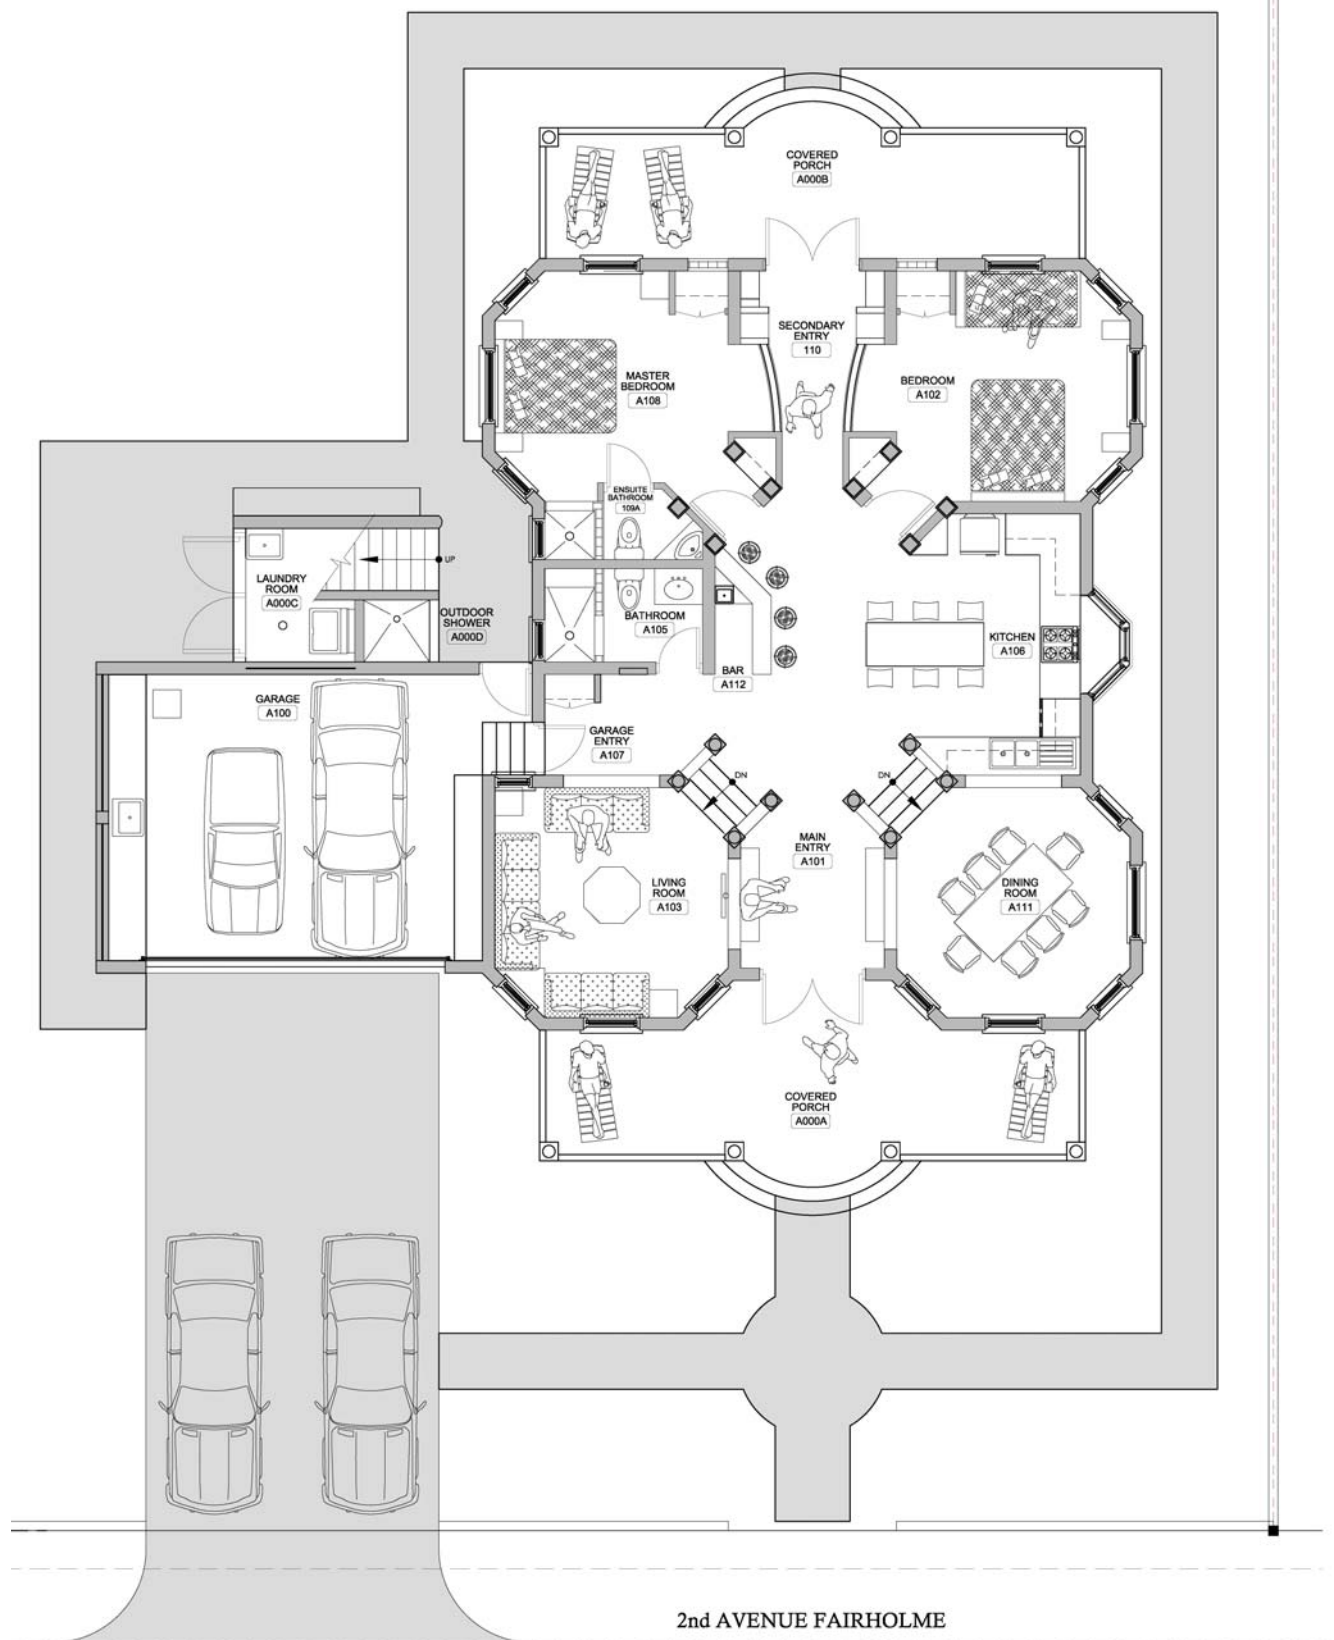 COVERED
PORCH
A000B
SECONDARY
ENTRY
110
MASTER
BEDROOM
A108
BEDROOM
A102
ENSUITE
BATHROOM
109A
UP
LAUNDRY
ROOM
A000C
OUTDOOR
SHOWER
A000D
BATHROOM
A105
KITCHEN
A106
BAR
A112
GARAGE
A100
GARAGE
ENTRY
A107
DN
DN
MAIN
ENTRY
A101
LIVING
ROOM
A103
DINING
ROOM
A111
COVERED
PORCH
A000A
2nd AVENUE FAIRHOLME